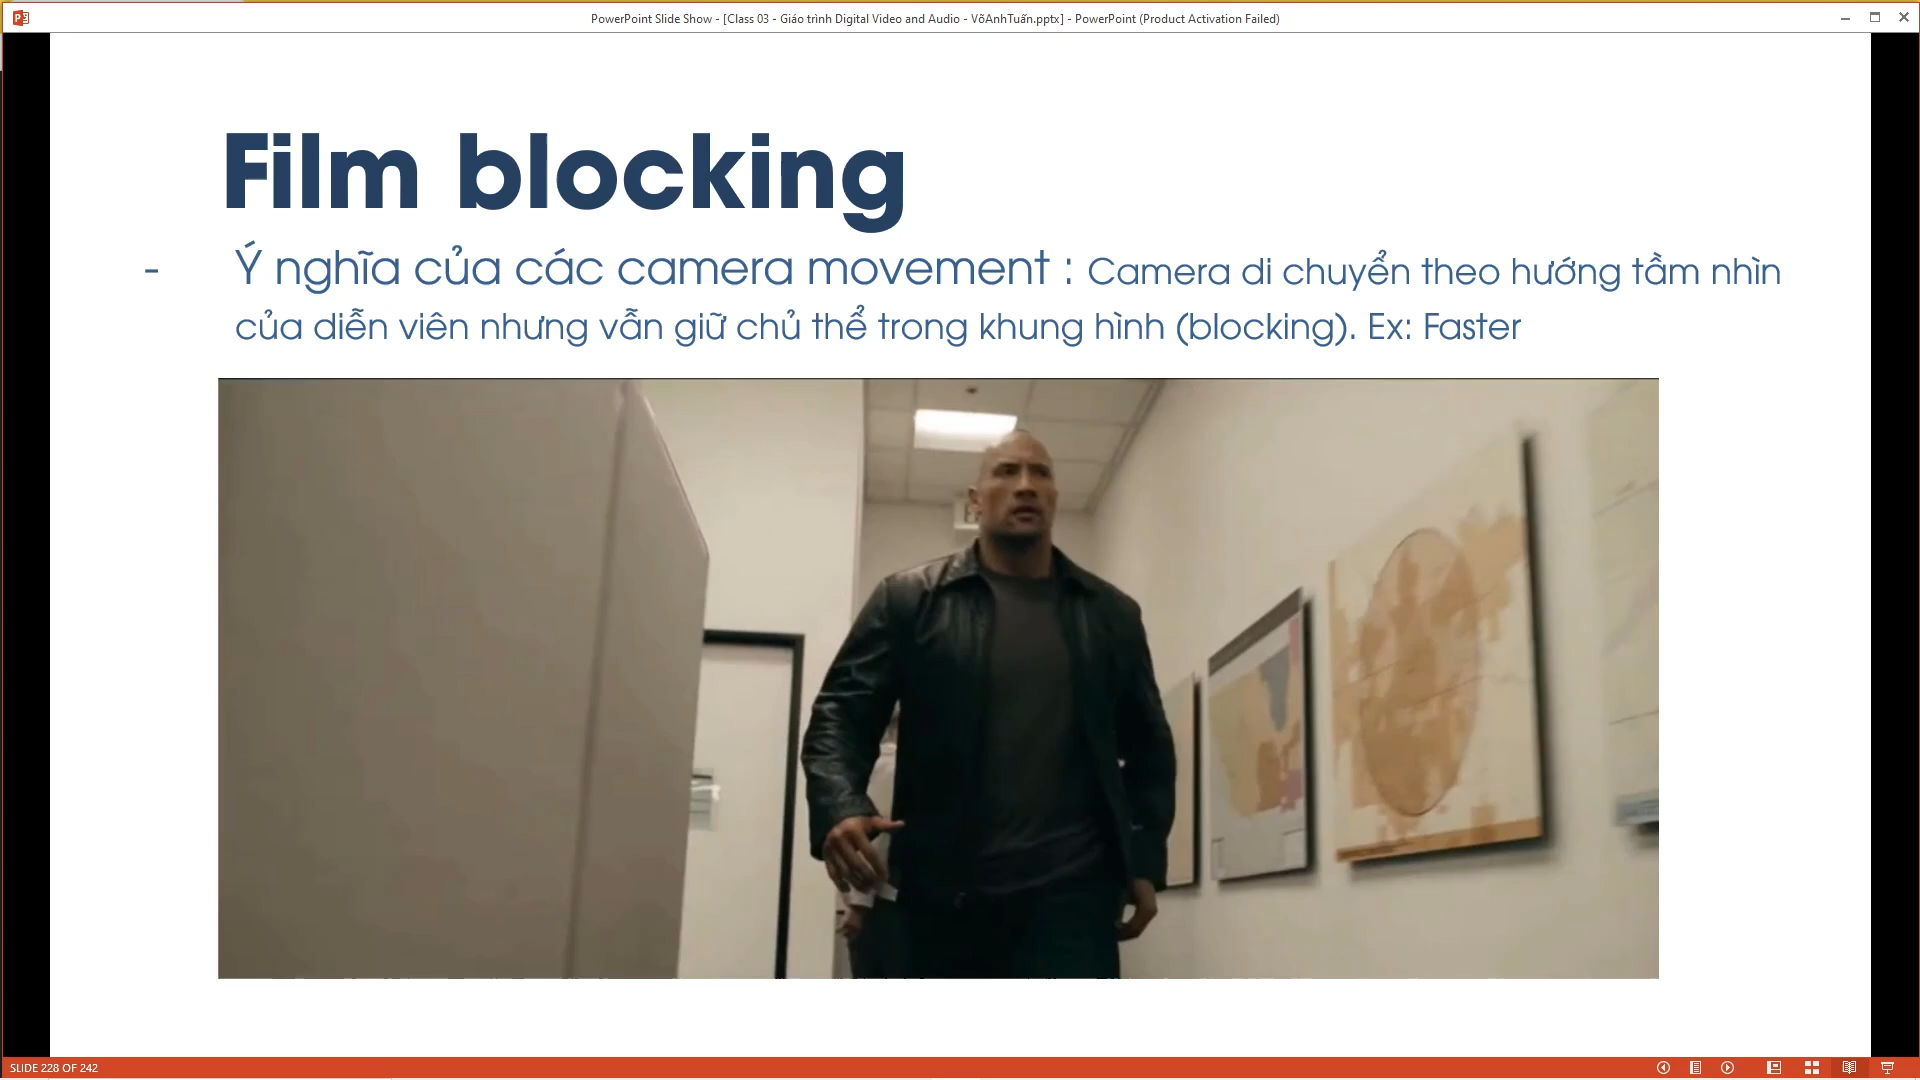 PowerPoint Slide Show - [Class 03 - Giáo trình Digital Video and Audio - VõAnhTuấn.pptx] - PowerPoint (Product Activation Failed)
Film blocking
- Ý nghĩa của các camera movement : Camera di chuyển theo hướng tầm nhìn
của diễn viên nhưng vẫn giữ chủ thể trong khung hình (blocking). Ex: Faster
SLIDE 228 OF 242